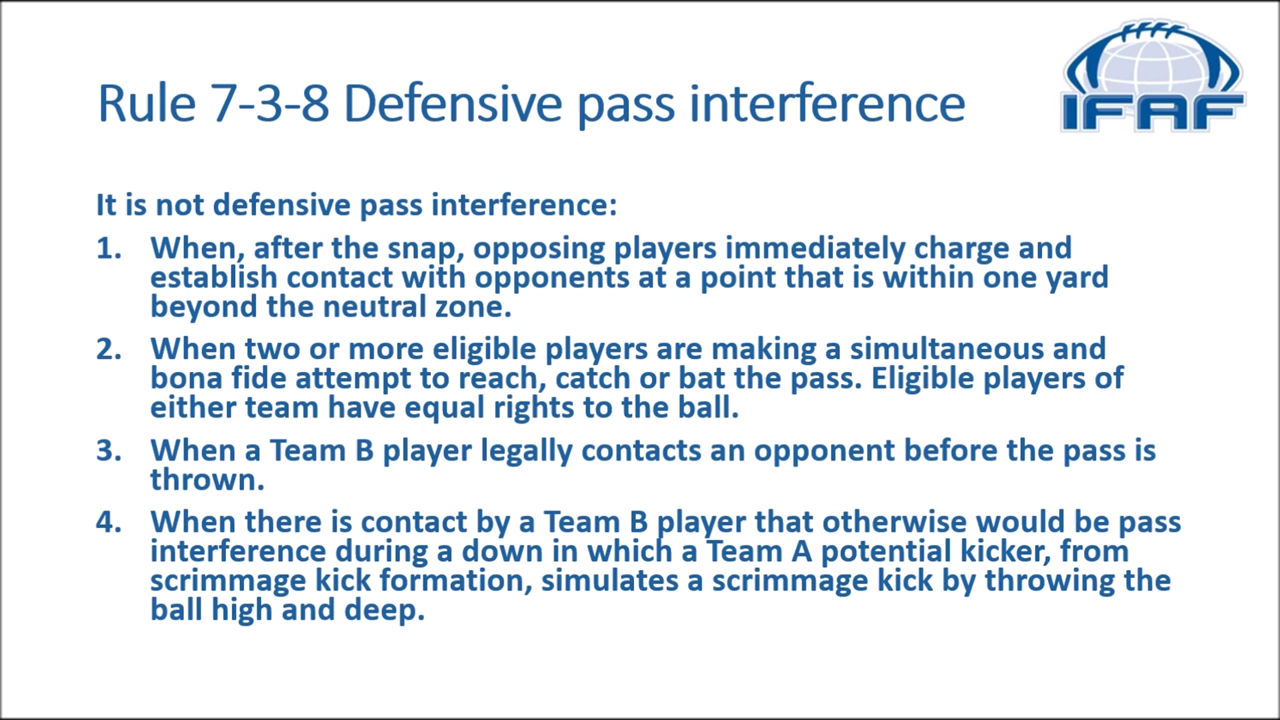 Rule 7-3-8 Defensive pass interference
IFAF
It is not defensive pass interference:
1. When, after the snap, opposing players immediately charge and
establish contact with opponents at a point that is within one yard
beyond the neutral zone.
2. When two or more eligible players are making a simultaneous and
bona fide attempt to reach, catch or bat the pass. Eligible players of
either team have equal rights to the ball.
3. When a Team B player legally contacts an opponent before the pass is
thrown.
4. When there is contact by a Team B player that otherwise would be pass
interference during a down in which a Team A potential kicker, from
scrimmage kick formation, simulates a scrimmage kick by throwing the
ball high and deep.